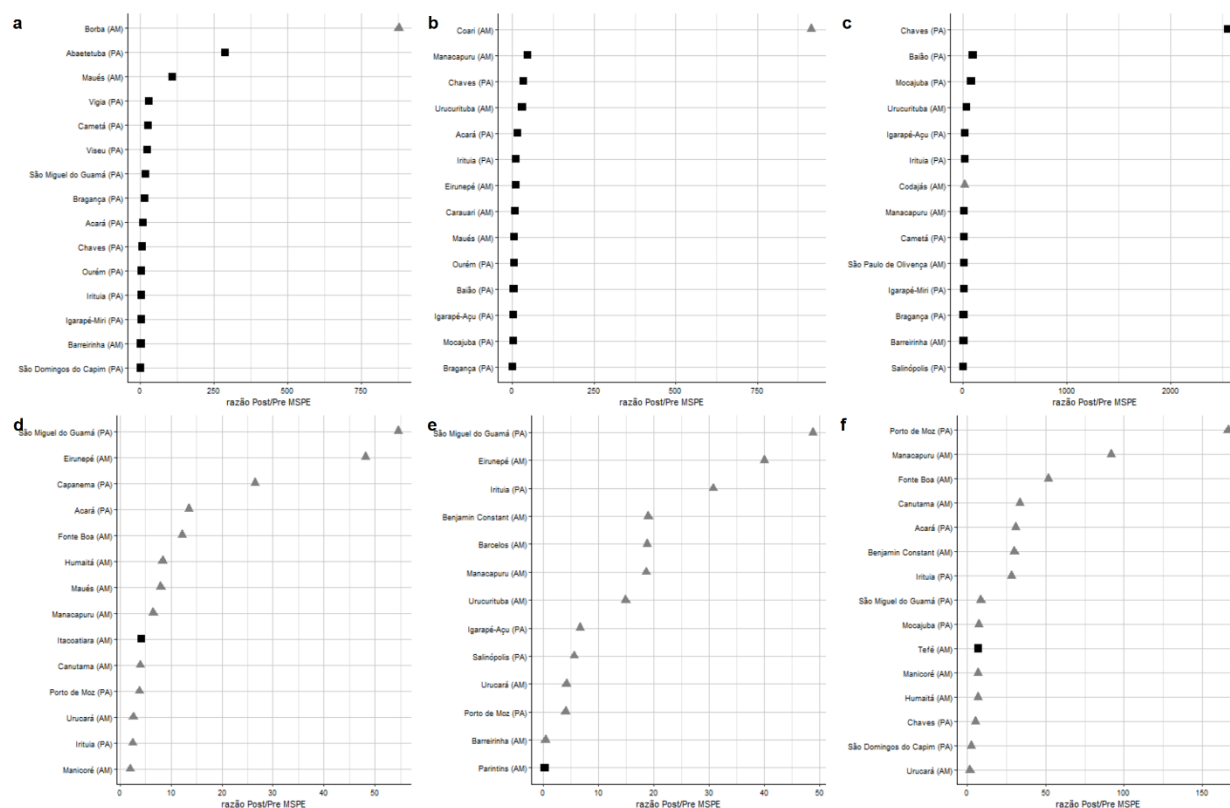 a
Borba (AM)
Abaetetuba (PA)
Maués (AM)
Vigia (PA)
Cametá (PA)
Viseu (PA)
São Miguel do Guamá (PA)
Bragança (PA)
Acará (PA)
Chaves (PA)
Ourém (PA)
Irituia (PA)
Igarapé-Miri (PA)
Barreirinha (AM)
São Domingos do Capim (PA)
0 250 500 750
razão Post/Pre MSPE
b
Coari (AM)
Manacapuru (AM)
Chaves (PA)
Urucurituba (AM)
Acará (PA)
Irituia (PA)
Eirunepé (AM)
Carauari (AM)
Maués (AM)
Ourém (PA)
Baião (PA)
Igarapé-Açu (PA)
Mocajuba (PA)
Bragança (PA)
0 250 500 750
razão Post/Pre MSPE
c
Chaves (PA)
Baião (PA)
Mocajuba (PA)
Urucurituba (AM)
Igarapé-Açu (PA)
Irituia (PA)
Codajás (AM)
Manacapuru (AM)
Cametá (PA)
São Paulo de Olivença (AM)
Igarapé-Miri (PA)
Bragança (PA)
Barreirinha (AM)
Salinópolis (PA)
0 1000 2000
razão Post/Pre MSPE
d
São Miguel do Guamá (PA)
Eirunepé (AM)
Capanema (PA)
Acará (PA)
Fonte Boa (AM)
Humaitá (AM)
Maués (AM)
Manacapuru (AM)
Itacoatiara (AM)
Canutama (AM)
Porto de Moz (PA)
Urucará (AM)
Irituia (PA)
Manicoré (AM)
0 10 20 30 40 50
razão Post/Pre MSPE
e
São Miguel do Guamá (PA)
Eirunepé (AM)
Irituia (PA)
Benjamin Constant (AM)
Barcelos (AM)
Manacapuru (AM)
Urucurituba (AM)
Igarapé-Açu (PA)
Salinópolis (PA)
Urucará (AM)
Porto de Moz (PA)
Barreirinha (AM)
Parintins (AM)
0 10 20 30 40 50
razão Post/Pre MSPE
f
Porto de Moz (PA)
Manacapuru (AM)
Fonte Boa (AM)
Canutama (AM)
Acará (PA)
Benjamin Constant (AM)
Irituia (PA)
São Miguel do Guamá (PA)
Mocajuba (PA)
Tefé (AM)
Manicoré (AM)
Humaitá (AM)
Chaves (PA)
São Domingos do Capim (PA)
Urucará (AM)
0 50 100 150
razão Post/Pre MSPE